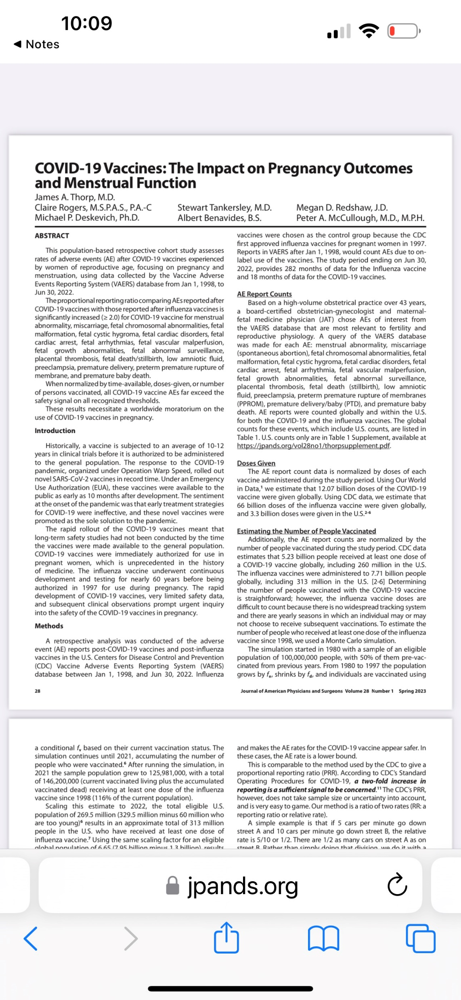 10:09
Notes
COVID-19 Vaccines: The Impact on Pregnancy Outcomes
and Menstrual Function
James A. Thorp, M.D.
Claire Rogers, M.S.P.A.S., P.A.-C
Stewart Tankersley, M.D.
Megan D. Redshaw, J.D.
Michael P. Deskevich, Ph.D.
Albert Benavides, B.S.
Peter A. McCullough, M.D., M.P.H.
ABSTRACT
This population-based retrospective cohort study assesses
rates of adverse events (AE) after COVID-19 vaccines experienced
by women of reproductive age, focusing on pregnancy and
menstruation, using data collected by the Vaccine Adverse
Events Reporting System (VAERS) database from Jan 1, 1998, to
Jun 30, 2022.
The proportional reporting ratio comparing AEs reported after
COVID-19 vaccines with those reported after influenza vaccines is
significantly increased (≥ 2.0) for COVID-19 vaccine for menstrual
abnormality, miscarriage, fetal chromosomal abnormalities, fetal
malformation, fetal cystic hygroma, fetal cardiac disorders, fetal
cardiac arrest, fetal arrhythmias, fetal vascular malperfusion,
fetal growth abnormalities, fetal abnormal surveillance,
placental thrombosis, fetal death/stillbirth, low amniotic fluid,
preeclampsia, premature delivery, preterm premature rupture of
membrane, and premature baby death.
When normalized by time-available, doses-given, or number
of persons vaccinated, all COVID-19 vaccine AEs far exceed the
safety signal on all recognized thresholds.
These results necessitate a worldwide moratorium on the
use of COVID-19 vaccines in pregnancy.
Introduction
Historically, a vaccine is subjected to an average of 10-12
years in clinical trials before it is authorized to be administered
to the general population. The response to the COVID-19
pandemic, organized under Operation Warp Speed, rolled out
novel SARS-CoV-2 vaccines in record time. Under an Emergency
Use Authorization (EUA), these vaccines were available to the
public as early as 10 months after development. The sentiment
at the onset of the pandemic was that early treatment strategies
for COVID-19 were ineffective, and these novel vaccines were
promoted as the sole solution to the pandemic.
The rapid rollout of the COVID-19 vaccines meant that
long-term safety studies had not been conducted by the time
the vaccines were made available to the general population.
COVID-19 vaccines were immediately authorized for use in
pregnant women, which is unprecedented in the history
of medicine. The influenza vaccine underwent continuous
development and testing for nearly 60 years before being
authorized in 1997 for use during pregnancy. The rapid
development of COVID-19 vaccines, very limited safety data,
and subsequent clinical observations prompt urgent inquiry
into the safety of the COVID-19 vaccines in pregnancy.
Methods
A retrospective analysis was conducted of the adverse
event (AE) reports post-COVID-19 vaccines and post-influenza
vaccines in the U.S. Centers for Disease Control and Prevention
(CDC) Vaccine Adverse Events Reporting System (VAERS)
database between Jan 1, 1998, and Jun 30, 2022. Influenza
vaccines were chosen as the control group because the CDC
first approved influenza vaccines for pregnant women in 1997.
Reports in VAERS after Jan 1, 1998, would count AEs due to on-
label use of the vaccines. The study period ending on Jun 30,
2022, provides 282 months of data for the Influenza vaccine
and 18 months of data for the COVID-19 vaccines.
AE Report Counts
Based on a high-volume obstetrical practice over 43 years,
a board-certified obstetrician-gynecologist and maternal-
fetal medicine physician (JAT) chose AEs of interest from
the VAERS database that are most relevant to fertility and
reproductive physiology. A query of the VAERS database
was made for each AE: menstrual abnormality, miscarriage
(spontaneous abortion), fetal chromosomal abnormalities, fetal
malformation, fetal cystic hygroma, fetal cardiac disorders, fetal
cardiac arrest, fetal arrhythmia, fetal vascular malperfusion,
fetal growth abnormalities, fetal abnormal surveillance,
placental thrombosis, fetal death (stillbirth), low amniotic
fluid, preeclampsia, preterm premature rupture of membranes
(PPROM), premature delivery/baby (PTD), and premature baby
death. AE reports were counted globally and within the U.S.
for both the COVID-19 and the influenza vaccines. The global
counts for these events, which include U.S. counts, are listed in
Table 1. U.S. counts only are in Table 1 Supplement, available at
https://jpands.org/vol28no1/thorpsupplement.pdf.
Doses Given
The AE report count data is normalized by doses of each
vaccine administered during the study period. Using Our World
in Data,¹ we estimate that 12.07 billion doses of the COVID-19
vaccine were given globally. Using CDC data, we estimate that
66 billion doses of the influenza vaccine were given globally,
and 3.3 billion doses were given in the U.S.²⁻⁶
Estimating the Number of People Vaccinated
Additionally, the AE report counts are normalized by the
number of people vaccinated during the study period. CDC data
estimates that 5.23 billion people received at least one dose of
a COVID-19 vaccine globally, including 260 million in the U.S.
The influenza vaccines were administered to 7.71 billion people
globally, including 313 million in the U.S. [2-6] Determining
the number of people vaccinated with the COVID-19 vaccine
is straightforward; however, the influenza vaccine doses are
difficult to count because there is no widespread tracking system
and there are yearly seasons in which an individual may or may
not choose to receive subsequent vaccinations. To estimate the
number of people who received at least one dose of the influenza
vaccine since 1998, we used a Monte Carlo simulation.
The simulation started in 1980 with a sample of an eligible
population of 100,000,000 people, with 50% of them pre-vac-
cinated from previous years. From 1980 to 1997 the population
grows by fₑ, shrinks by f_d, and individuals are vaccinated using
28
Journal of American Physicians and Surgeons Volume 28 Number 1 Spring 2023
a conditional fᵥ based on their current vaccination status. The
simulation continues until 2021, accumulating the number of
people who were vaccinated.⁶ After running the simulation, in
2021 the sample population grew to 125,981,000, with a total
of 146,200,000 (current vaccinated living plus the accumulated
vaccinated dead) receiving at least one dose of the influenza
vaccine since 1998 (116% of the current population).
Scaling this estimate to 2022, the total eligible U.S.
population of 269.5 million (329.5 million minus 60 million who
are too young)⁶ results in an approximate total of 313 million
people in the U.S. who have received at least one dose of
influenza vaccine.⁷ Using the same scaling factor for an eligible
global population of 6.65 (7.95 billion minus 1.3 billion), results
and makes the AE rates for the COVID-19 vaccine appear safer. In
these cases, the AE rate is a lower bound.
This is comparable to the method used by the CDC to give a
proportional reporting ratio (PRR). According to CDC's Standard
Operating Procedures for COVID-19, a two-fold increase in
reporting is a sufficient signal to be concerned.¹¹ The CDC's PRR,
however, does not take sample size or uncertainty into account,
and is very easy to game. Our method is a ratio of two rates (RR: a
reporting ratio or relative rate).
A simple example is that if 5 cars per minute go down
street A and 10 cars per minute go down street B, the relative
rate is 5/10 or 1/2. There are 1/2 as many cars on street A as on
street B. Rather than simply doing that division, we do it with a
jpands.org